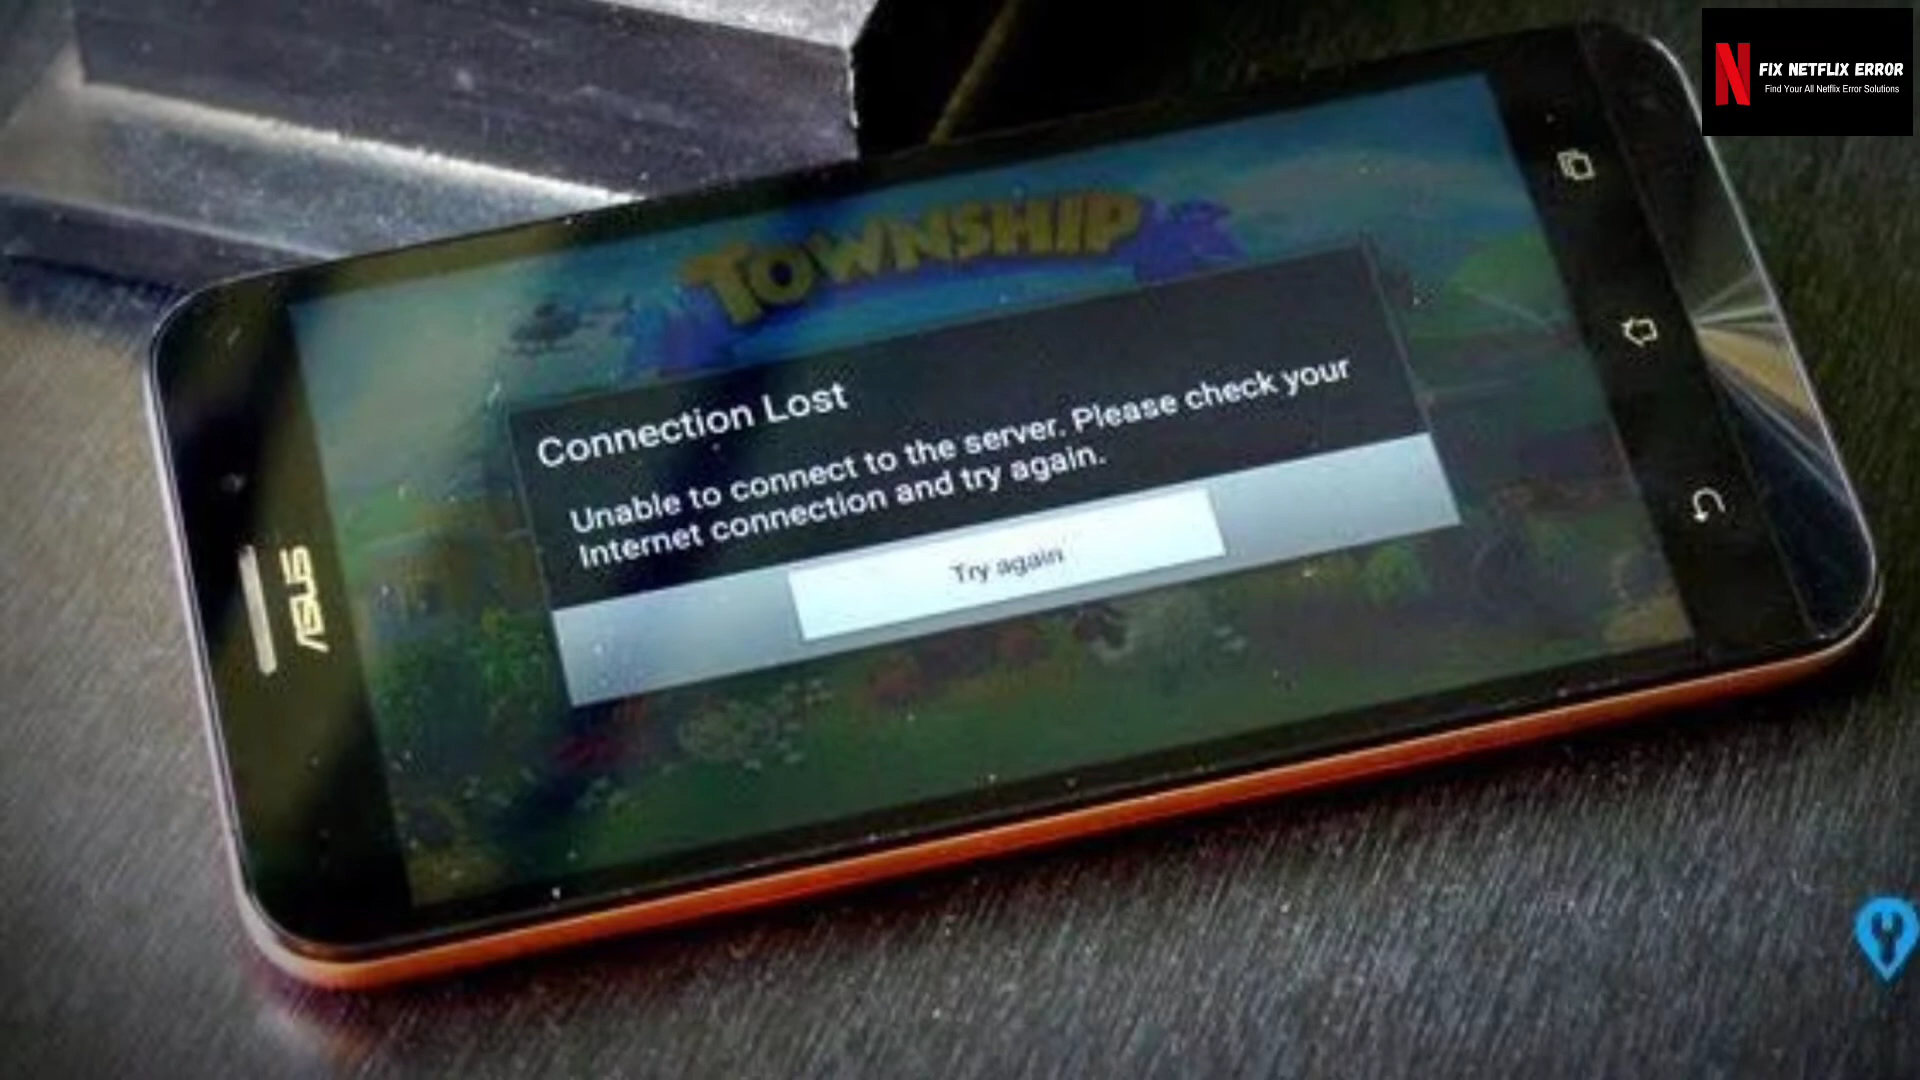 N FIX NETFLIX ERROR
Find Your All Netflix Error Solutions
TOWNSHIP
Connection Lost
Unable to connect to the server. Please check your
Internet connection and try again.
Try again
ASUS